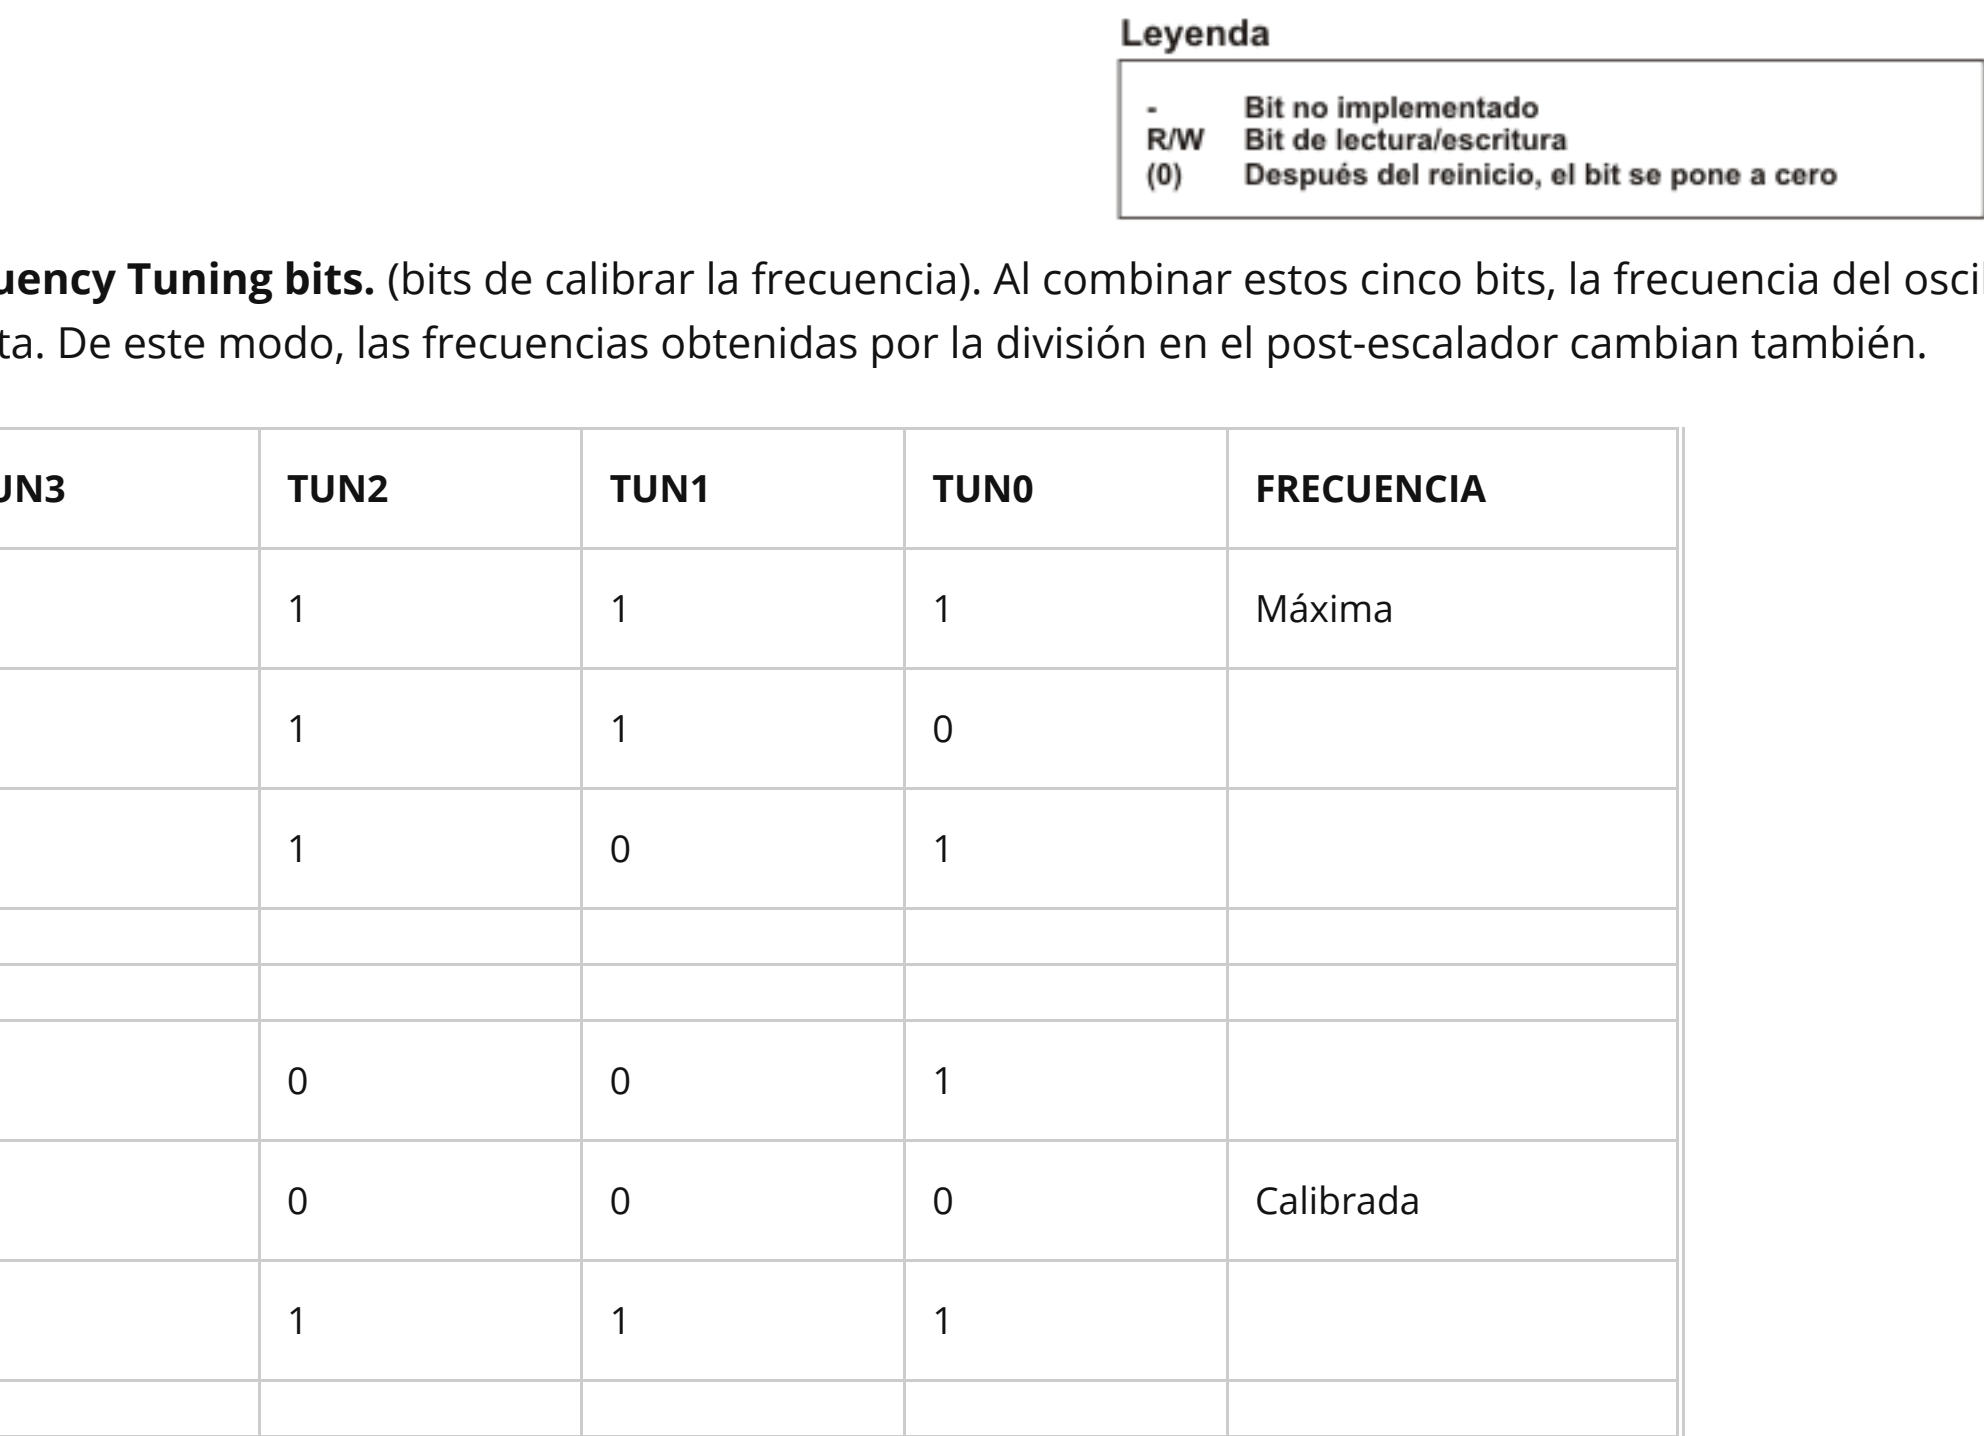 Leyenda
- Bit no implementado
R/W Bit de lectura/escritura
(0) Después del reinicio, el bit se pone a cero
uency Tuning bits. (bits de calibrar la frecuencia). Al combinar estos cinco bits, la frecuencia del oscil
ta. De este modo, las frecuencias obtenidas por la división en el post-escalador cambian también.
UN3 TUN2 TUN1 TUN0 FRECUENCIA
1 1 1 Máxima
1 1 0
1 0 1
0 0 1
0 0 0 Calibrada
1 1 1